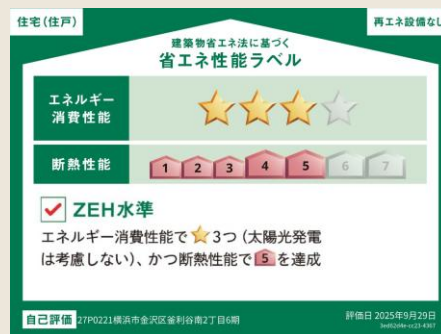 住宅(住戸)
再エネ設備なし
建築物省エネ法に基づく
省エネ性能ラベル
エネルギー
消費性能
断熱性能
1 2 3 4 5 6 7
ZEH水準
エネルギー消費性能で★3つ(太陽光発電
は考慮しない)、かつ断熱性能で5を達成
自己評価 27P0221横浜市金沢区釜利谷南2丁目6期
評価日 2025年9月29日